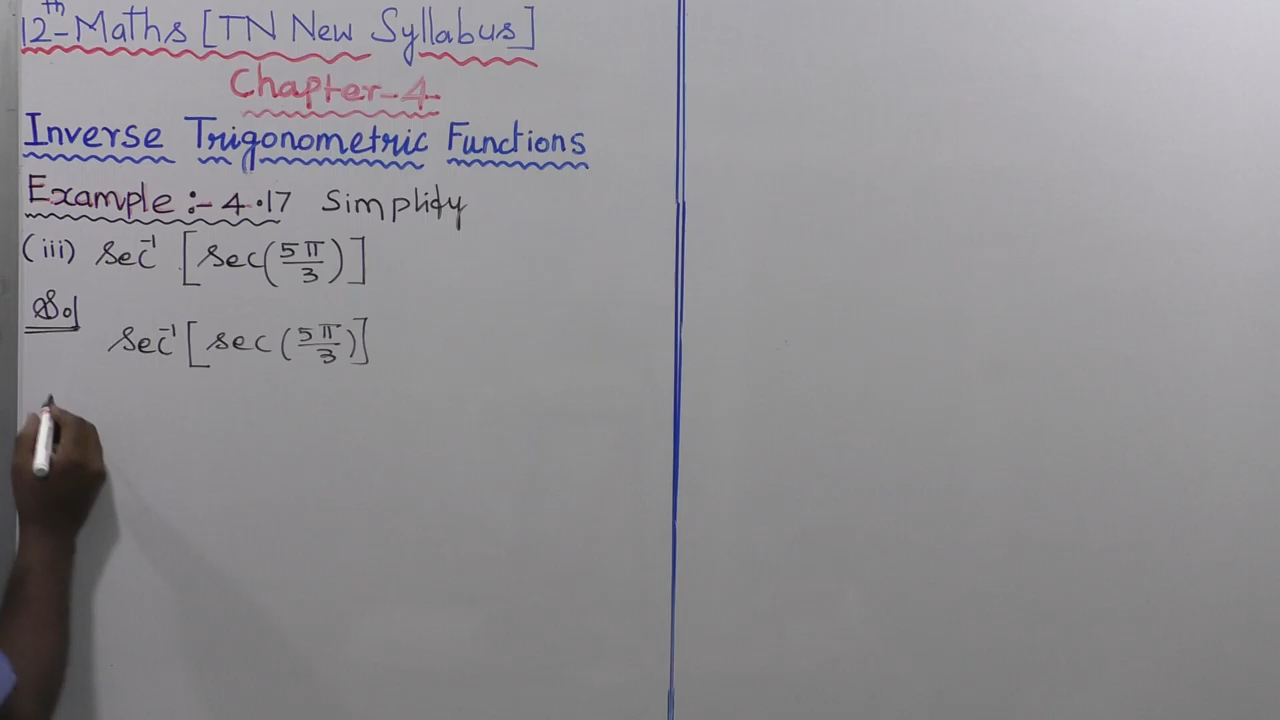 12th-Maths [TN New Syllabus]
Chapter-4
Inverse Trigonometric Functions
Example :- 4.17 Simplify
(iii) sec⁻¹ [sec(5π/3)]
Sol
sec⁻¹ [sec(5π/3)]